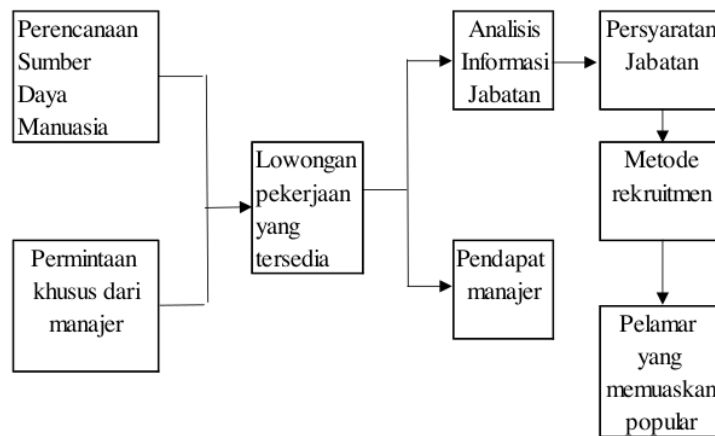 Perencanaan
Sumber
Daya
Manuasia
Permintaan
khusus dari
manajer
Lowongan
pekerjaan
yang
tersedia
Analisis
Informasi
Jabatan
Pendapat
manajer
Persyaratan
Jabatan
Metode
rekruitmen
Pelamar
yang
memuaskan
popular